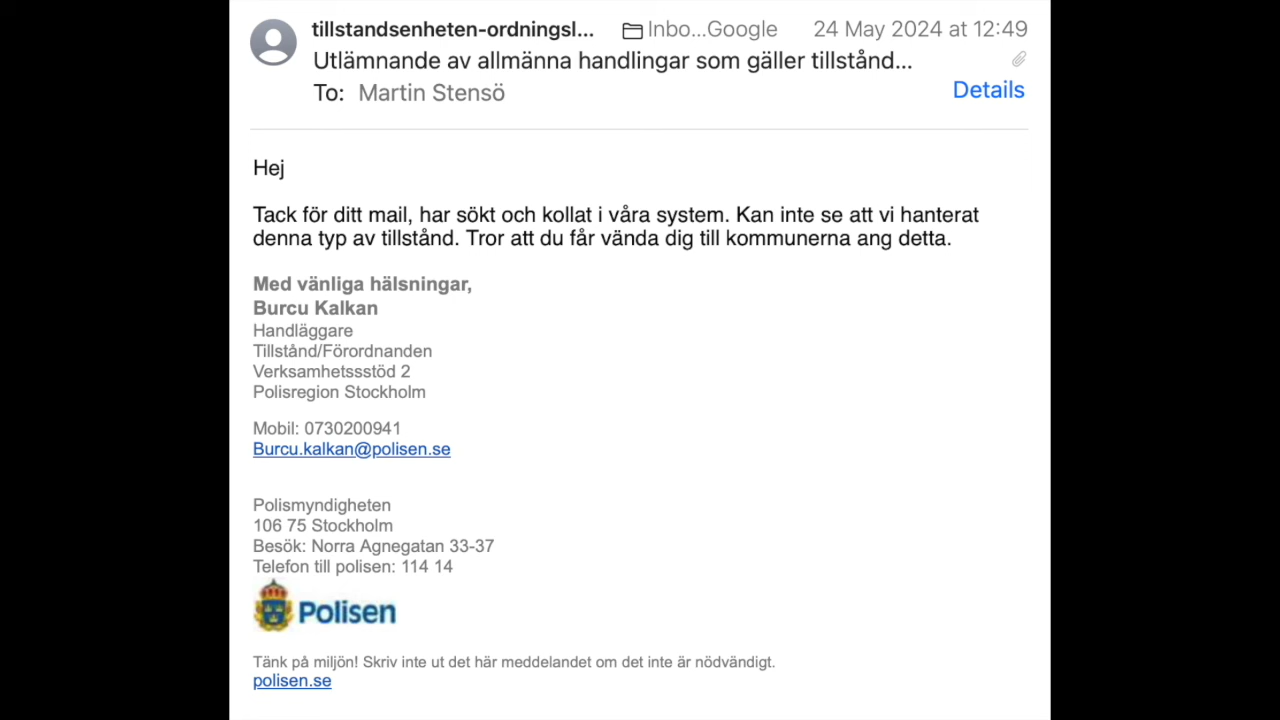 tillstandsenheten-ordningsl... Inbo...Google 24 May 2024 at 12:49
Utlämnande av allmänna handlingar som gäller tillstånd...
To: Martin Stensö Details
Hej
Tack för ditt mail, har sökt och kollat i våra system. Kan inte se att vi hanterat
denna typ av tillstånd. Tror att du får vända dig till kommunerna ang detta.
Med vänliga hälsningar,
Burcu Kalkan
Handläggare
Tillstånd/Förordnanden
Verksamhetssstöd 2
Polisregion Stockholm
Mobil: 0730200941
Burcu.kalkan@polisen.se
Polismyndigheten
106 75 Stockholm
Besök: Norra Agnegatan 33-37
Telefon till polisen: 114 14
Polisen
Tänk på miljön! Skriv inte ut det här meddelandet om det inte är nödvändigt.
polisen.se